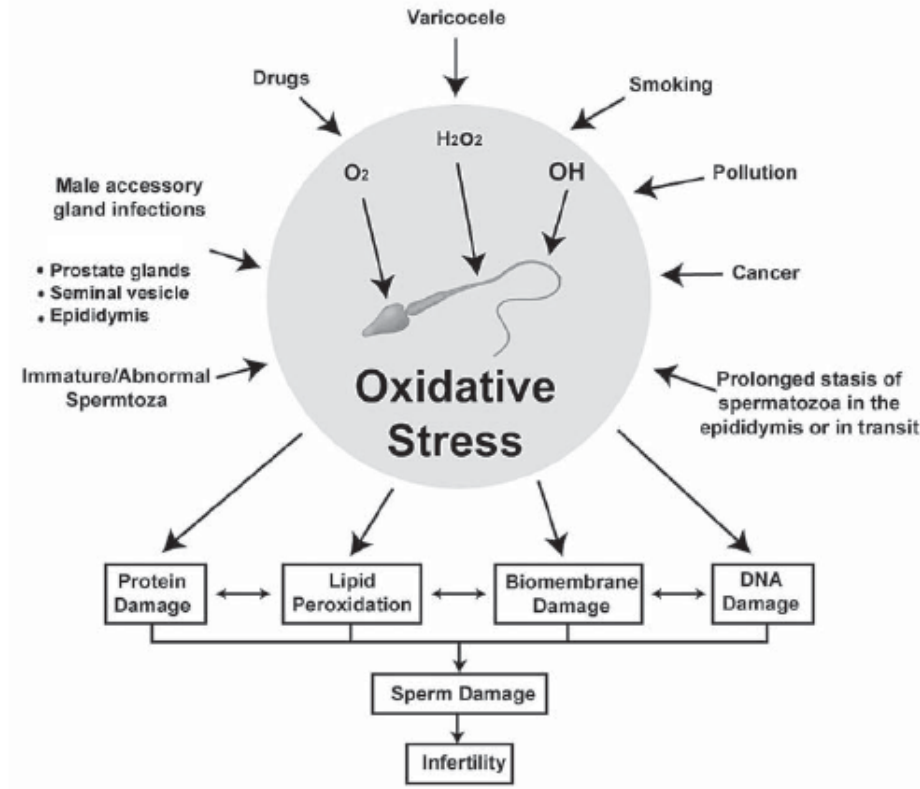 Varicocele
Drugs
Smoking
H2O2
O2
OH
Pollution
Male accessory
gland infections
• Prostate glands
• Seminal vesicle
• Epididymis
Cancer
Immature/Abnormal
Spermtoza
Prolonged stasis of
spermatozoa in the
epididymis or in transit
Oxidative
Stress
Protein
Damage
Lipid
Peroxidation
Biomembrane
Damage
DNA
Damage
Sperm Damage
Infertility